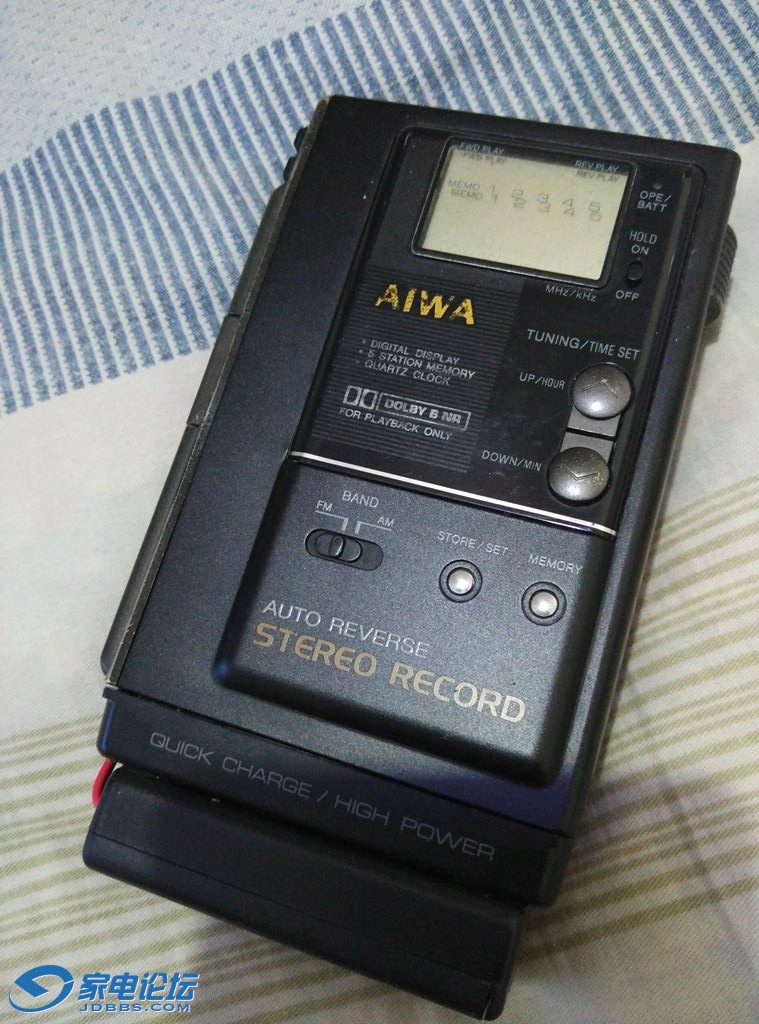 FWD PLAY
REV PLAY
MEMO 1 2 3 4 5
OPE/
BATT
HOLD
ON
OFF
MHz/kHz
AIWA
• DIGITAL DISPLAY
• 5 STATION MEMORY
• QUARTZ CLOCK
DOLBY B NR
FOR PLAYBACK ONLY
TUNING/TIME SET
UP/HOUR
DOWN/MIN
BAND
FM
AM
STORE/SET
MEMORY
AUTO REVERSE
STEREO RECORD
QUICK CHARGE/HIGH POWER
家电论坛
JDBBS.COM